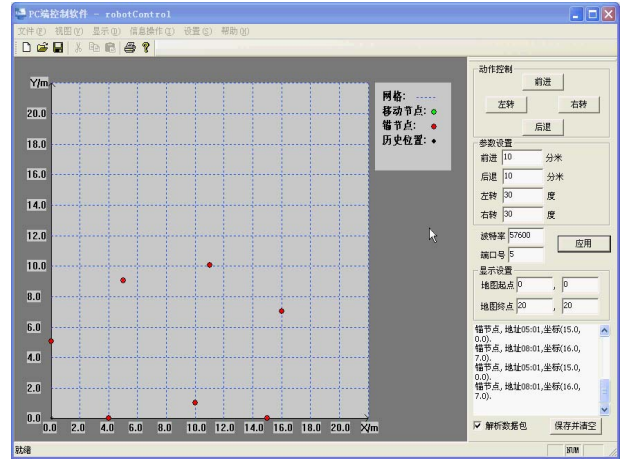 PC端控制软件 - robotControl
文件(F) 视图(V) 显示(D) 信息操作(I) 设置(S) 帮助(H)
Y/m
20.0
18.0
16.0
14.0
12.0
10.0
8.0
6.0
4.0
2.0
0.0
0.0 2.0 4.0 6.0 8.0 10.0 12.0 14.0 16.0 18.0 20.0 X/m
网格:
移动节点:
锚节点:
历史位置:
动作控制
前进
左转 右转
后退
参数设置
前进 10 分米
后退 10 分米
左转 30 度
右转 30 度
波特率 57600
应用
端口号 5
显示设置
地图起点 0 , 0
地图终点 20 , 20
锚节点, 地址05:01,坐标(15.0,
0.0).
锚节点, 地址08:01,坐标(16.0,
7.0).
锚节点, 地址05:01,坐标(15.0,
0.0).
锚节点, 地址08:01,坐标(16.0,
7.0).
解析数据包 保存并清空
就绪 NUM